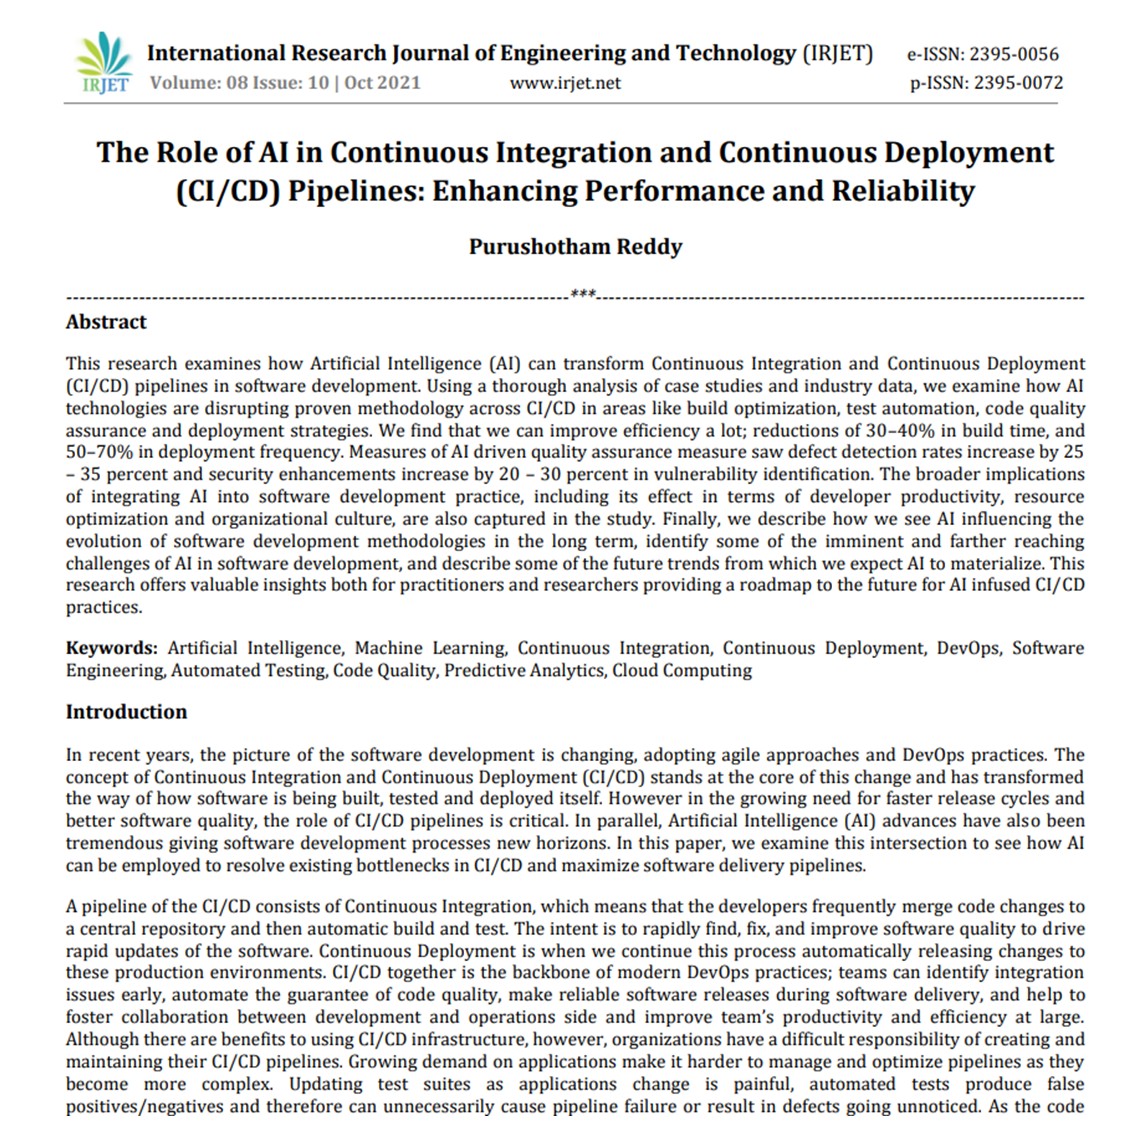 IRJET
International Research Journal of Engineering and Technology (IRJET) e-ISSN: 2395-0056
Volume: 08 Issue: 10 | Oct 2021 www.irjet.net p-ISSN: 2395-0072
The Role of AI in Continuous Integration and Continuous Deployment
(CI/CD) Pipelines: Enhancing Performance and Reliability
Purushotham Reddy
---------------------------------------------------------------------------***---------------------------------------------------------------------------
Abstract
This research examines how Artificial Intelligence (AI) can transform Continuous Integration and Continuous Deployment
(CI/CD) pipelines in software development. Using a thorough analysis of case studies and industry data, we examine how AI
technologies are disrupting proven methodology across CI/CD in areas like build optimization, test automation, code quality
assurance and deployment strategies. We find that we can improve efficiency a lot; reductions of 30–40% in build time, and
50–70% in deployment frequency. Measures of AI driven quality assurance measure saw defect detection rates increase by 25
– 35 percent and security enhancements increase by 20 – 30 percent in vulnerability identification. The broader implications
of integrating AI into software development practice, including its effect in terms of developer productivity, resource
optimization and organizational culture, are also captured in the study. Finally, we describe how we see AI influencing the
evolution of software development methodologies in the long term, identify some of the imminent and farther reaching
challenges of AI in software development, and describe some of the future trends from which we expect AI to materialize. This
research offers valuable insights both for practitioners and researchers providing a roadmap to the future for AI infused CI/CD
practices.
Keywords: Artificial Intelligence, Machine Learning, Continuous Integration, Continuous Deployment, DevOps, Software
Engineering, Automated Testing, Code Quality, Predictive Analytics, Cloud Computing
Introduction
In recent years, the picture of the software development is changing, adopting agile approaches and DevOps practices. The
concept of Continuous Integration and Continuous Deployment (CI/CD) stands at the core of this change and has transformed
the way of how software is being built, tested and deployed itself. However in the growing need for faster release cycles and
better software quality, the role of CI/CD pipelines is critical. In parallel, Artificial Intelligence (AI) advances have also been
tremendous giving software development processes new horizons. In this paper, we examine this intersection to see how AI
can be employed to resolve existing bottlenecks in CI/CD and maximize software delivery pipelines.
A pipeline of the CI/CD consists of Continuous Integration, which means that the developers frequently merge code changes to
a central repository and then automatic build and test. The intent is to rapidly find, fix, and improve software quality to drive
rapid updates of the software. Continuous Deployment is when we continue this process automatically releasing changes to
these production environments. CI/CD together is the backbone of modern DevOps practices; teams can identify integration
issues early, automate the guarantee of code quality, make reliable software releases during software delivery, and help to
foster collaboration between development and operations side and improve team's productivity and efficiency at large.
Although there are benefits to using CI/CD infrastructure, however, organizations have a difficult responsibility of creating and
maintaining their CI/CD pipelines. Growing demand on applications make it harder to manage and optimize pipelines as they
become more complex. Updating test suites as applications change is painful, automated tests produce false
positives/negatives and therefore can unnecessarily cause pipeline failure or result in defects going unnoticed. As the code